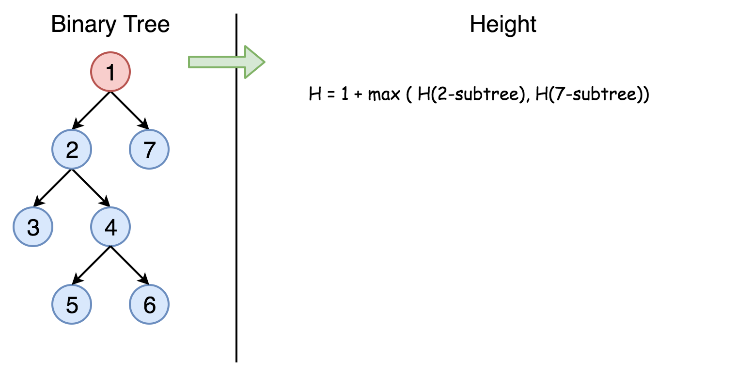 Binary Tree
Height
H = 1 + max ( H(2-subtree), H(7-subtree))
1
2
7
3
4
5
6